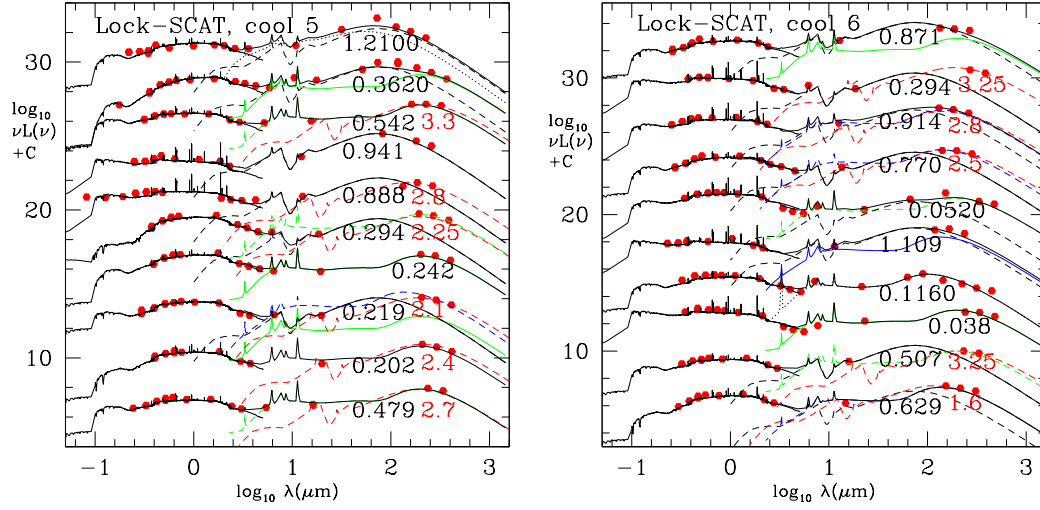 Lock-SCAT, cool 5
30
20
10
log₁₀
νL(ν)
+C
1.2100
0.3620
0.542 3.3
0.941
0.888 2.8
0.294 2.25
0.242
0.219 2.1
0.202 2.4
0.479 2.7
-1 0 1 2 3
log₁₀ λ(μm)
Lock-SCAT, cool 6
30
20
10
log₁₀
νL(ν)
+C
0.871
0.294 3.25
0.914 2.8
0.770 2.5
0.0520
1.109
0.1160
0.038
0.507 3.25
0.629 1.6
-1 0 1 2 3
log₁₀ λ(μm)